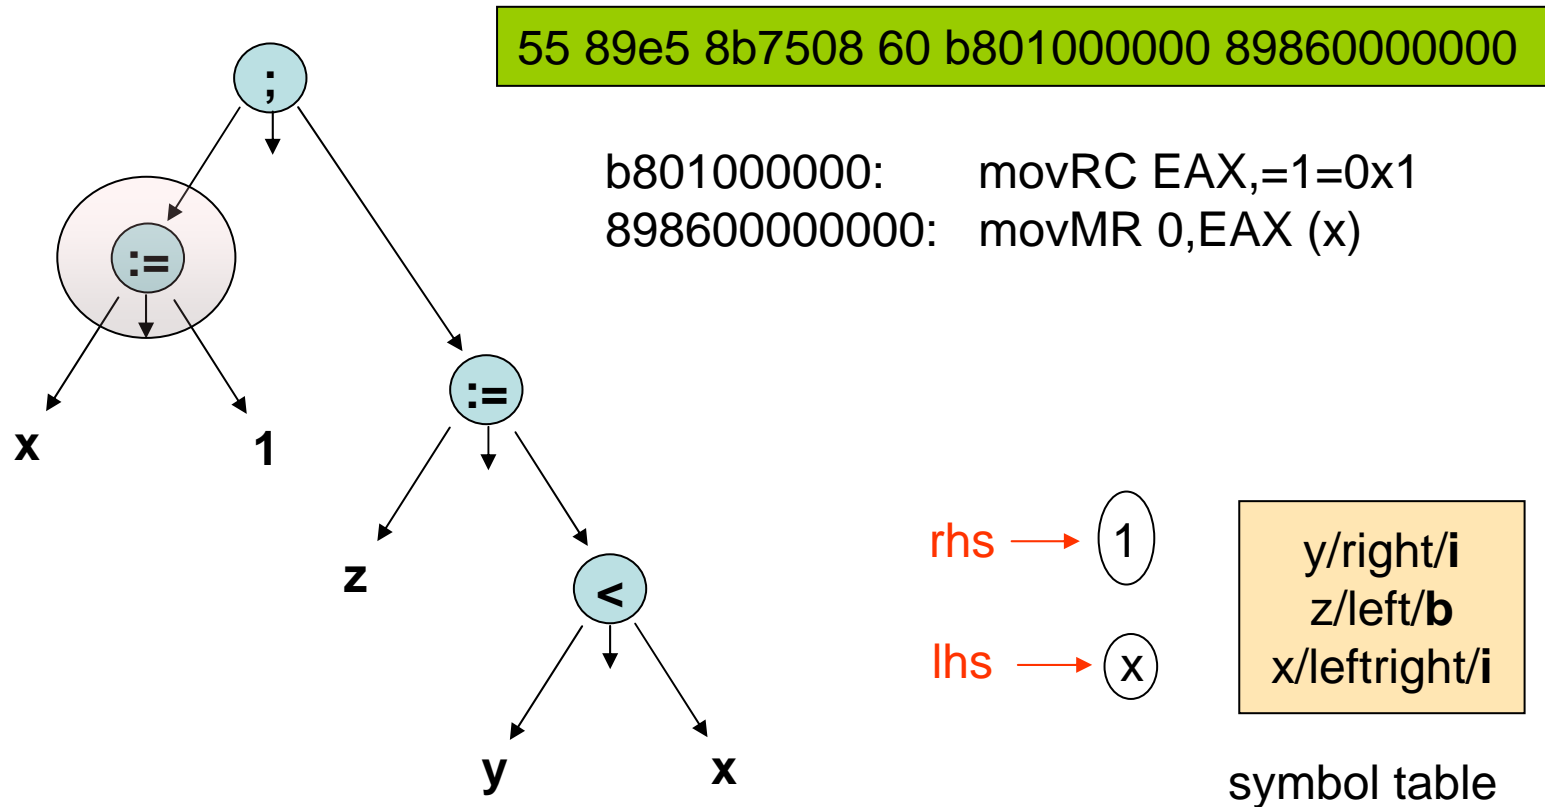 55 89e5 8b7508 60 b801000000 89860000000
;
b801000000: movRC EAX,=1=0x1
898600000000: movMR 0,EAX (x)
:=
:=
x
1
z
<
rhs
1
lhs
x
y/right/i
z/left/b
x/leftright/i
y
x
symbol table